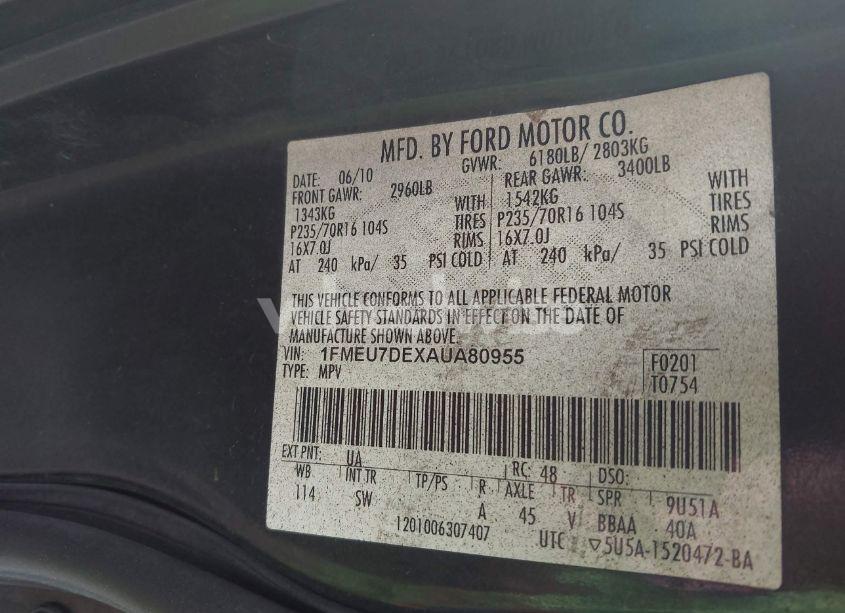 MFD. BY FORD MOTOR CO.
DATE: 06/10 GVWR: 6180LB/ 2803KG
FRONT GAWR: 2960LB REAR GAWR: 3400LB
1343KG WITH 1542KG WITH
P235/70R16 104S TIRES P235/70R16 104S TIRES
16X7.0J RIMS 16X7.0J RIMS
AT 240 kPa/ 35 PSI COLD AT 240 kPa/ 35 PSI COLD
THIS VEHICLE CONFORMS TO ALL APPLICABLE FEDERAL MOTOR
VEHICLE SAFETY STANDARDS IN EFFECT ON THE DATE OF
MANUFACTURE SHOWN ABOVE.
VIN: 1FMEU7DEXAUA80955
TYPE: MPV
F0201
T0754
EXT PNT: UA RC: 48 DSO:
WB INT TR TP/PS R AXLE TR SPR 9U51A
114 SW A 45 V BBAA 40A
1201006307407 UTC ▽5U5A-1520472-BA